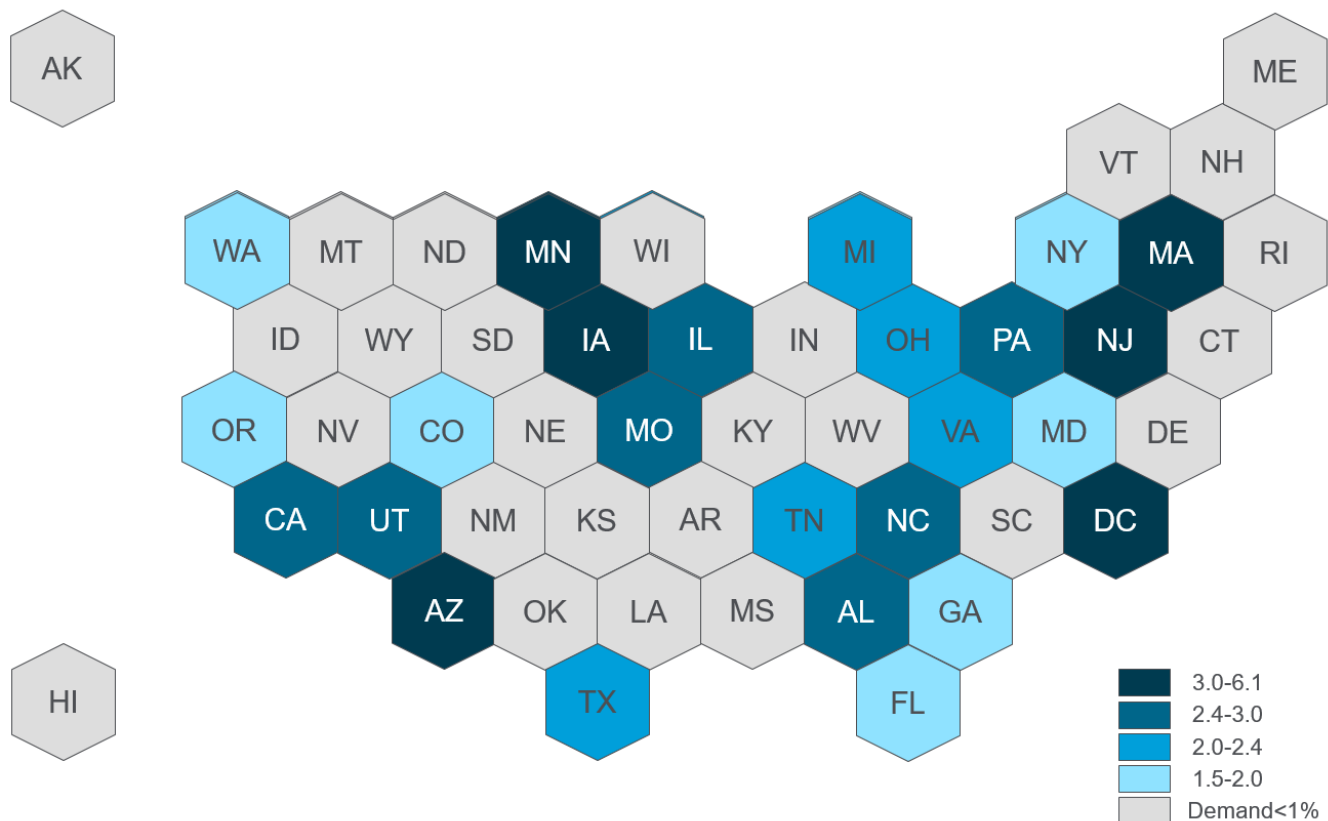 AK
ME
VT NH
WA MT ND MN WI MI NY MA RI
ID WY SD IA IL IN OH PA NJ CT
OR NV CO NE MO KY WV VA MD DE
CA UT NM KS AR TN NC SC DC
AZ OK LA MS AL GA
HI TX FL
3.0-6.1
2.4-3.0
2.0-2.4
1.5-2.0
Demand<1%